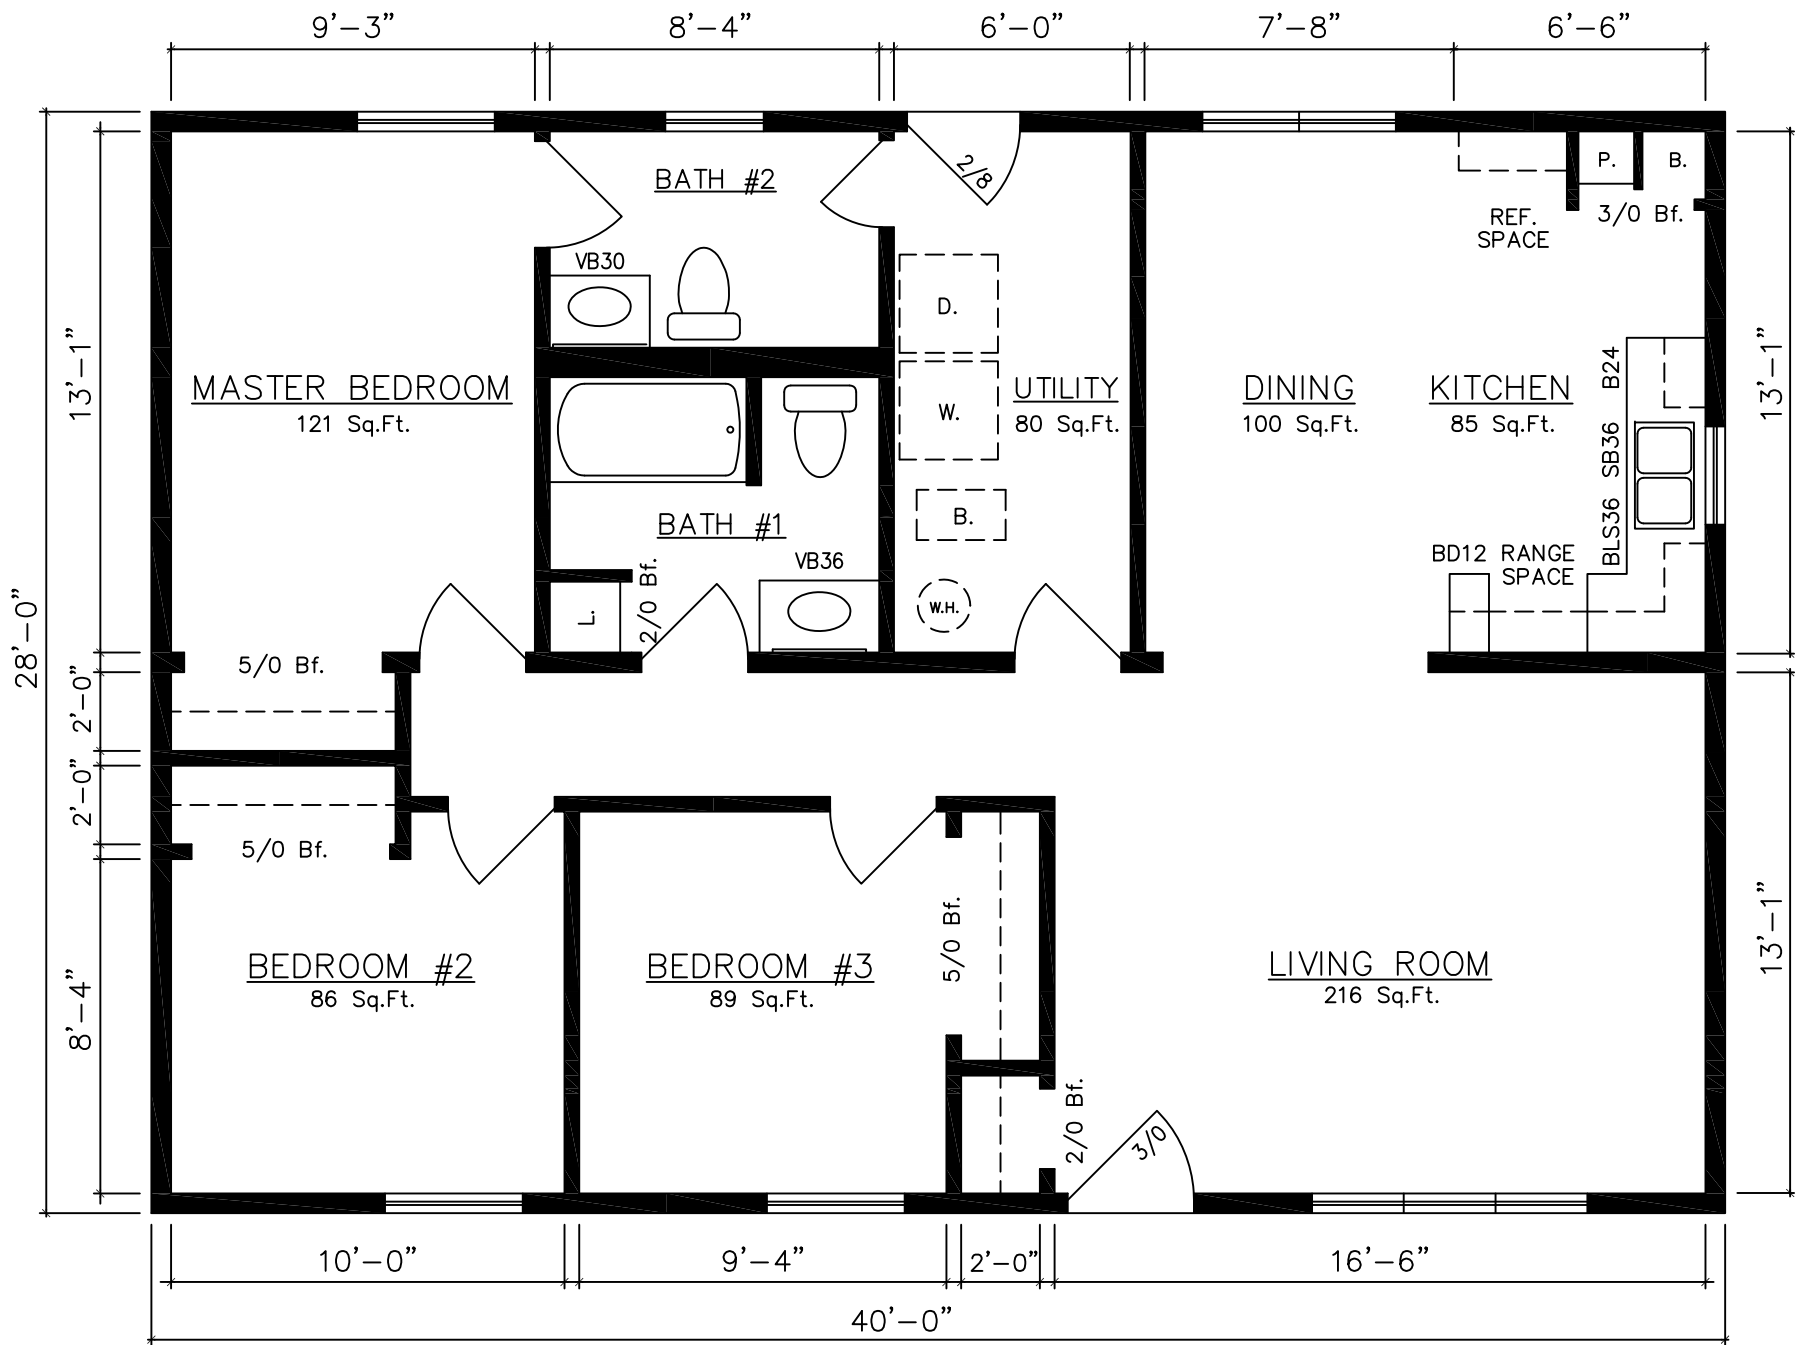 9'-3" 8'-4" 6'-0" 7'-8" 6'-6"
BATH #2
2/8
P. B.
REF.
SPACE
3/0 Bf.
VB30
D.
13'-1"
13'-1"
MASTER BEDROOM
121 Sq.Ft.
W.
UTILITY
80 Sq.Ft.
DINING
100 Sq.Ft.
KITCHEN
85 Sq.Ft.
B24
SB36
BLS36
BATH #1
B.
VB36
BD12 RANGE
SPACE
L.
2/0 Bf.
W.H.
28'-0"
5/0 Bf.
2'-0"
2'-0"
5/0 Bf.
BEDROOM #2
86 Sq.Ft.
BEDROOM #3
89 Sq.Ft.
5/0 Bf.
LIVING ROOM
216 Sq.Ft.
13'-1"
8'-4"
2/0 Bf.
3/0
10'-0" 9'-4" 2'-0" 16'-6"
40'-0"